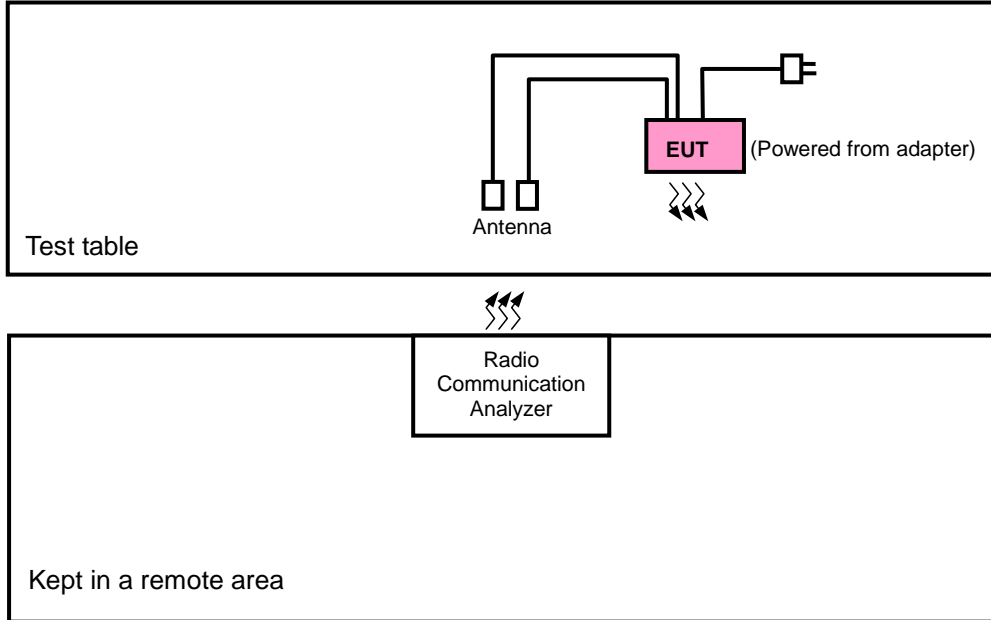 EUT
(Powered from adapter)
Antenna
Test table
Radio
Communication
Analyzer
Kept in a remote area